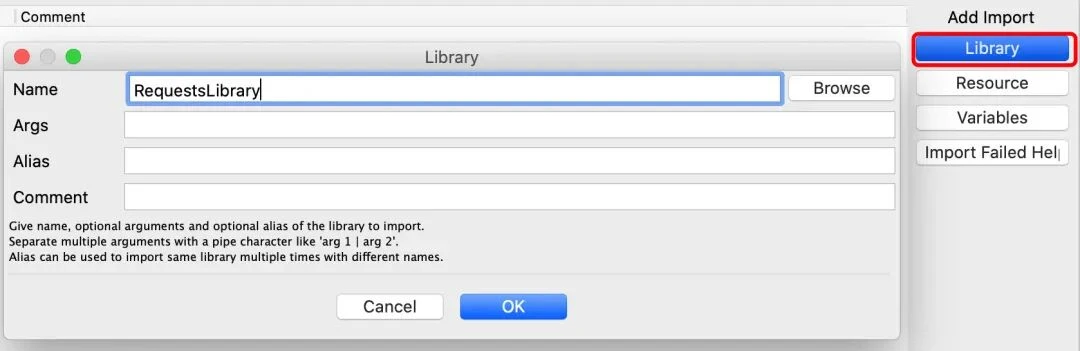 Comment
Add Import
Library
Library
Name
RequestsLibrary
Browse
Resource
Args
Variables
Alias
Import Failed Hel
Comment
Give name, optional arguments and optional alias of the library to import.
Separate multiple arguments with a pipe character like 'arg 1 | arg 2'.
Alias can be used to import same library multiple times with different names.
Cancel
OK